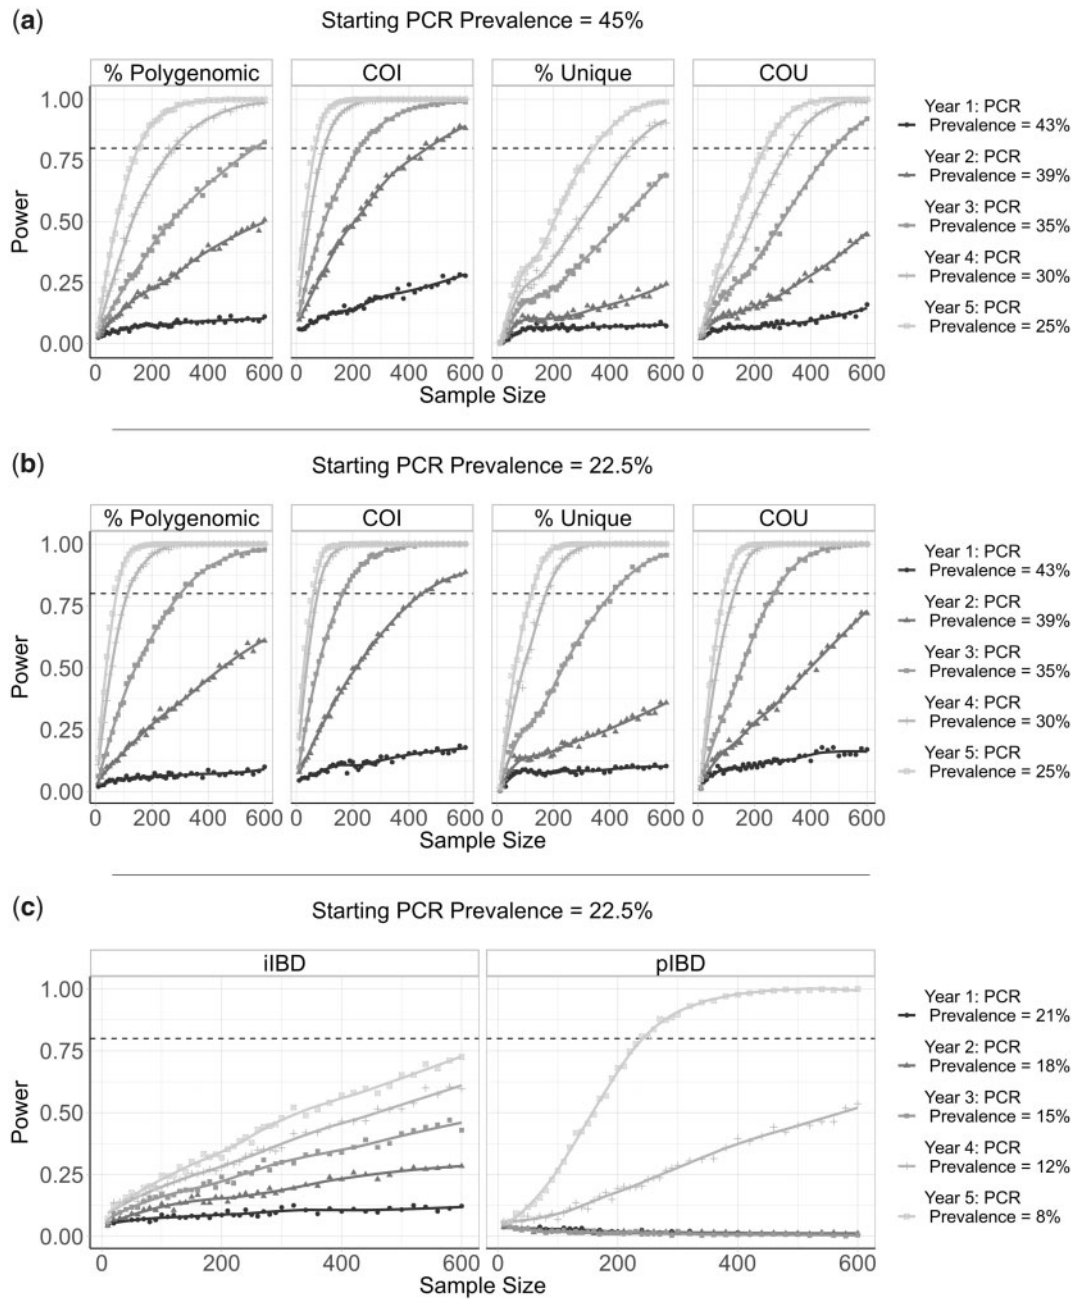 (a) Starting PCR Prevalence = 45%
% Polygenomic COI % Unique COU
1.00
0.75
0.50
0.25
0.00
Power
0 200 400 600 0 200 400 600 0 200 400 600 0 200 400 600
Sample Size
Year 1: PCR
Prevalence = 43%
Year 2: PCR
Prevalence = 39%
Year 3: PCR
Prevalence = 35%
Year 4: PCR
Prevalence = 30%
Year 5: PCR
Prevalence = 25%
(b) Starting PCR Prevalence = 22.5%
% Polygenomic COI % Unique COU
1.00
0.75
0.50
0.25
0.00
Power
0 200 400 600 0 200 400 600 0 200 400 600 0 200 400 600
Sample Size
Year 1: PCR
Prevalence = 43%
Year 2: PCR
Prevalence = 39%
Year 3: PCR
Prevalence = 35%
Year 4: PCR
Prevalence = 30%
Year 5: PCR
Prevalence = 25%
(c) Starting PCR Prevalence = 22.5%
iIBD pIBD
1.00
0.75
0.50
0.25
0.00
Power
0 200 400 600 0 200 400 600
Sample Size
Year 1: PCR
Prevalence = 21%
Year 2: PCR
Prevalence = 18%
Year 3: PCR
Prevalence = 15%
Year 4: PCR
Prevalence = 12%
Year 5: PCR
Prevalence = 8%